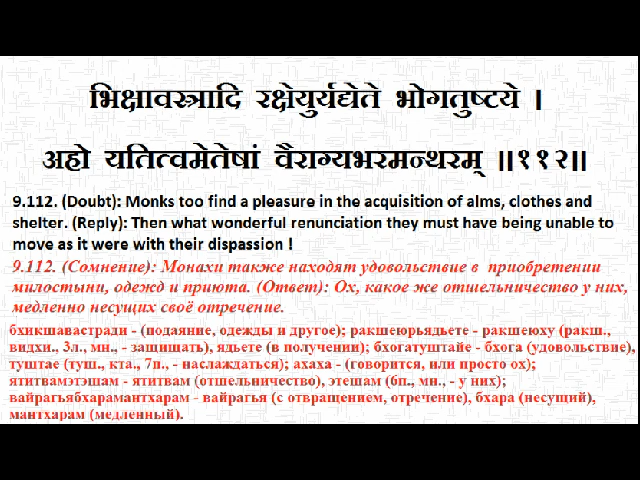 भिक्षावस्त्रादि रक्षेयुर्यद्येते भोगतुष्टये ।
अहो यतित्वमेतेषां वैराग्यभरमन्थरम् ॥११२॥
9.112. (Doubt): Monks too find a pleasure in the acquisition of alms, clothes and
shelter. (Reply): Then what wonderful renunciation they must have being unable to
move as it were with their dispassion !
9.112. (Сомнение): Монахи также находят удовольствие в приобретении
милостыни, одежд и приюта. (Ответ): Ох, какое же отшельничество у них,
медленно несущих своё отречение.
бхикшавастради - (подаяние, одежды и другое); ракшеюрьядьете - ракшеюху (ракш.,
видхи., 3л., мн., - защищать), ядьете (в получении); бхогатуштайе - бхога (удовольствие),
туштае (туш., кта., 7п., - наслаждаться); ахаха - (говорится, или просто ох);
ятитвамэтэшам - ятитвам (отшельничество), этешам (бп., мн., - у них);
вайрагьябхарамантхарам - вайрагья (с отвращением, отречение), бхара (несущий),
мантхарам (медленный).